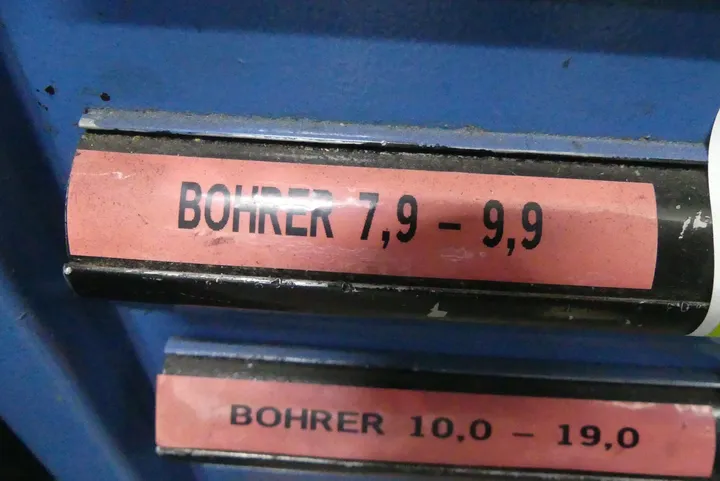 BOHRER 7,9 - 9,9
BOHRER 10,0 - 19,0